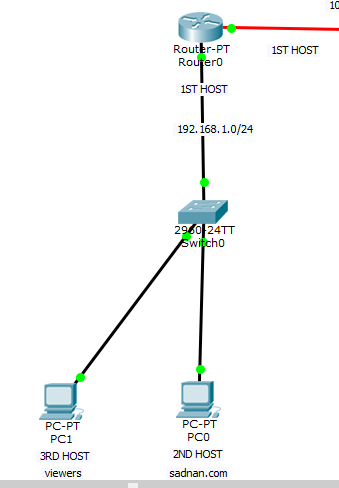 10
Router-PT
Router0
1ST HOST
1ST HOST
192.168.1.0/24
2960-24TT
Switch0
PC-PT
PC1
3RD HOST
viewers
PC-PT
PC0
2ND HOST
sadnan.com